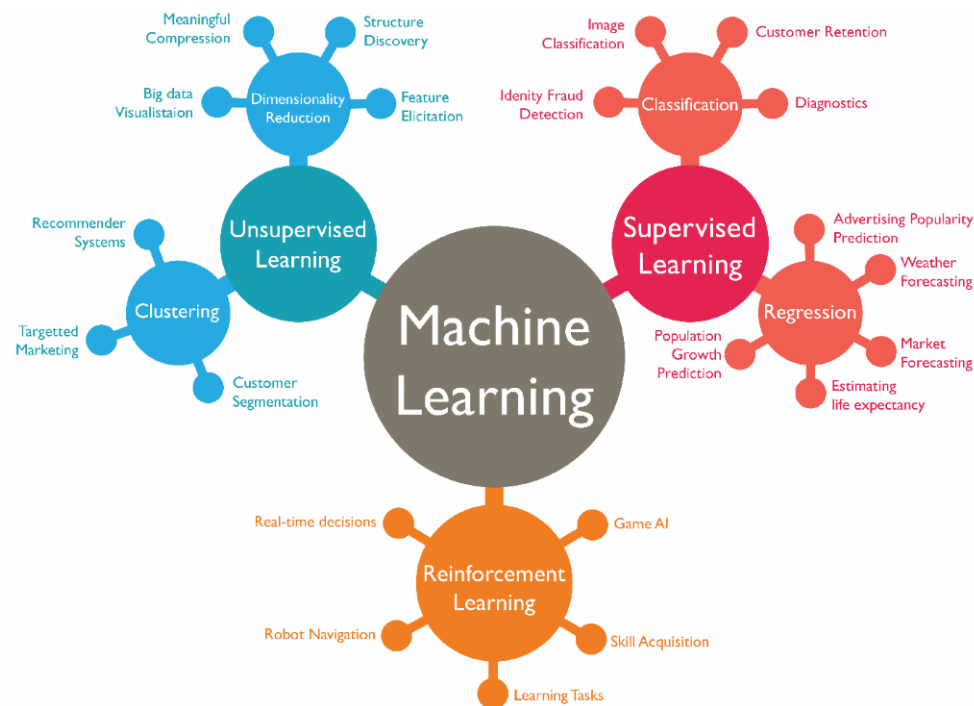 Meaningful
Compression
Structure
Discovery
Big data
Visualistaion
Dimensionality
Reduction
Feature
Elicitation
Image
Classification
Customer Retention
Idenity Fraud
Detection
Classification
Diagnostics
Unsupervised
Learning
Supervised
Learning
Recommender
Systems
Clustering
Targetted
Marketing
Customer
Segmentation
Machine
Learning
Advertising Popularity
Prediction
Weather
Forecasting
Regression
Population
Growth
Prediction
Market
Forecasting
Estimating
life expectancy
Real-time decisions
Game AI
Reinforcement
Learning
Robot Navigation
Skill Acquisition
Learning Tasks